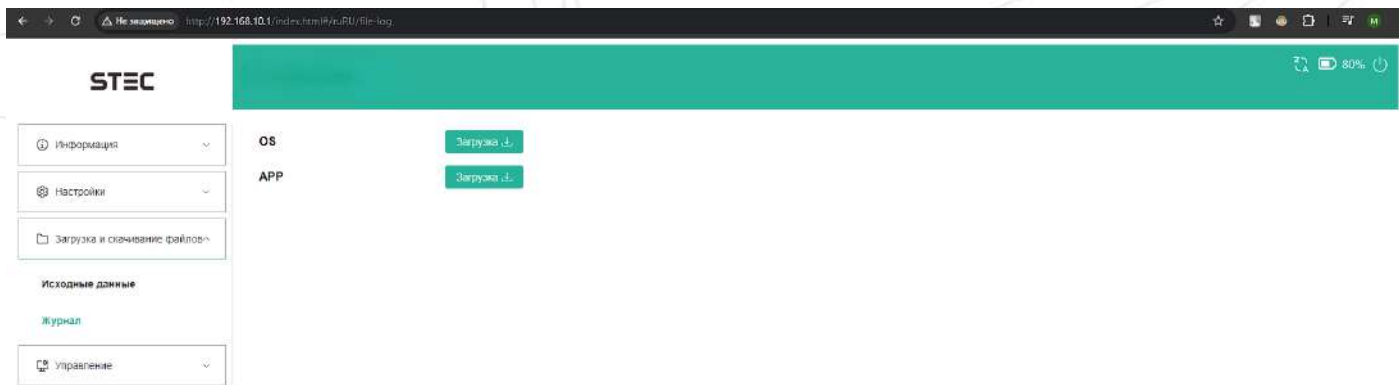 Не защищено http://192.168.10.1/index.html#/ruRU/file-log
M
STEC
80%
Информация
OS
Загрузка
Настройки
APP
Загрузка
Загрузка и скачивание файлов
Исходные данные
Журнал
Управление